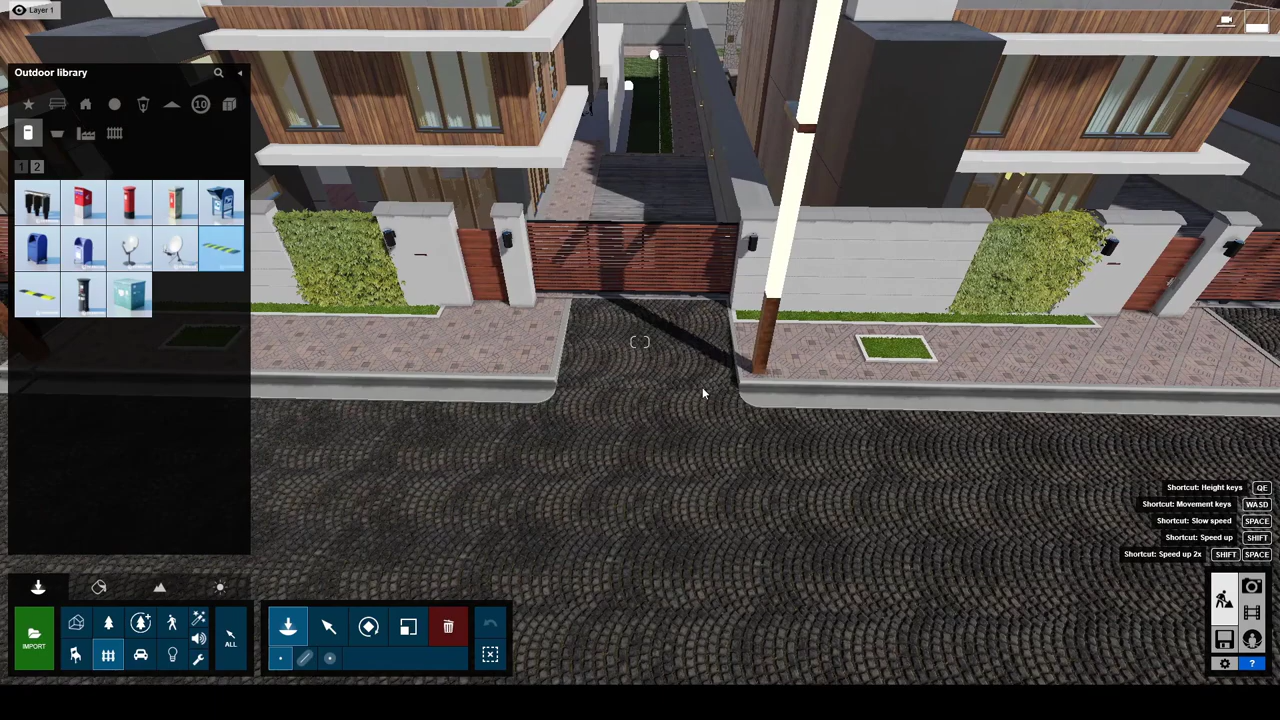 Layer 1
Outdoor library
10
1 2
Shortcut: Height keys QE
Shortcut: Movement keys WASD
Shortcut: Slow speed SPACE
Shortcut: Speed up SHIFT
Shortcut: Speed up 2x SHIFT SPACE
IMPORT
ALL
?